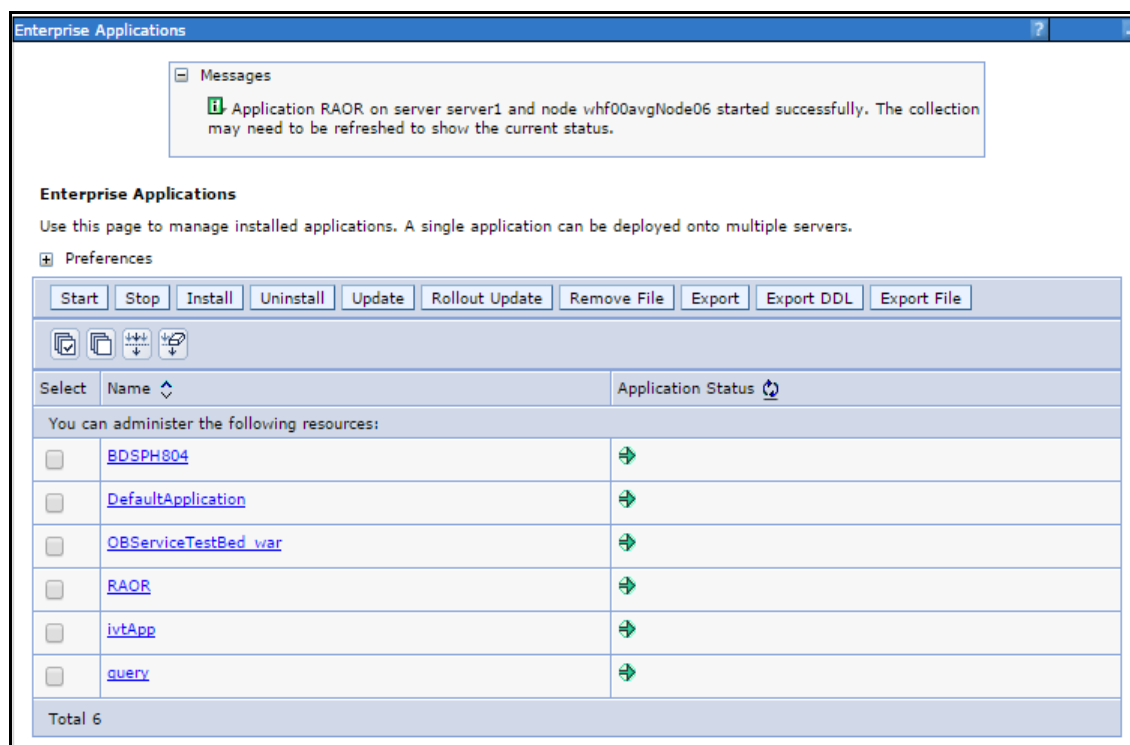 Enterprise Applications ?
Messages
Application RAOR on server server1 and node whf00avgNode06 started successfully. The collection
may need to be refreshed to show the current status.
Enterprise Applications
Use this page to manage installed applications. A single application can be deployed onto multiple servers.
Preferences
Start Stop Install Uninstall Update Rollout Update Remove File Export Export DDL Export File
Select Name Application Status
You can administer the following resources:
BDSPH804
DefaultApplication
OBServiceTestBed_war
RAOR
ivtApp
query
Total 6